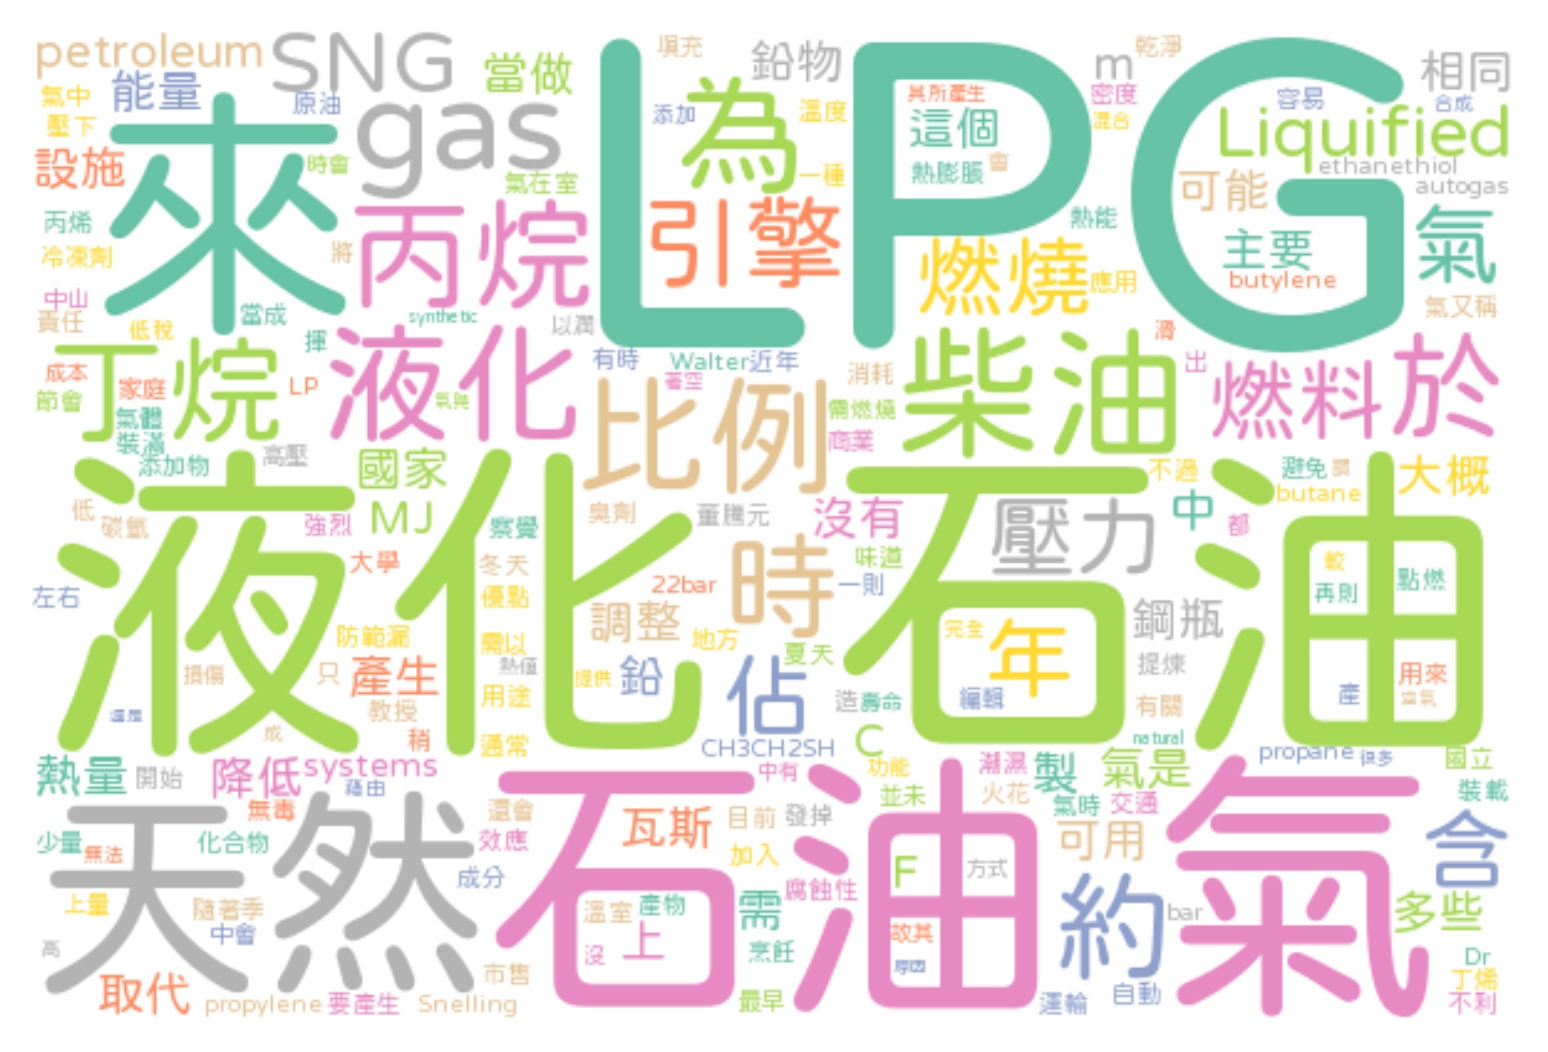 petroleum SNG 當做 填充 鉛物 m 乾淨 相同
氣中 能量 原油 gas LPG 添加 為 溫度 其所產生 密度 容易 合成
壓下 來 混合 這個 Liquified
設施 時會 氣在室 一種 熱膨脹 會 可能 ethanethiol autogas
丙烯 丙烷 引擎 熱能 主要 氣
冷凍劑 將 燃燒 應用 butylene
中山 當成 synthetic 以潤 氣又稱
責任 低稅 揮 液化 有時 Walter 近年 柴油 滑 出 燃料 於
成本 丁烷 家庭 LP 著空 消耗
節會 氣體 氣無 比例 需燃燒
裝滿 添加物 高壓 國家 商業 不過 避免 大概
低 碳氫 強烈 MJ 察覺 臭劑 董騰元 沒有 壓力 中 都 butane
液化石油
大學 冬天 22bar 時 一則 味道 較 再則 點燃
左右 優點 調整 地方 完全 年 鋼瓶
防範漏 需以 熱值 提供 鉛 夏天 佔 提煉 用來
損傷 只 產生 用途 造 壽命 編輯 有關 產 空氣
還是 教授 成 稍 通常 CH3CH2SH C natural propane 很多 國立
熱量 開始 降低 systems 藉由 中有 功能 潮濕 製 氣是 裝載
天然 無毒 還會 石油氣 瓦斯 目前 發掉 並未 火花 氣時 交通 含
少量 無法 化合物 效應 加入 可用
上量 隨著季 成分 腐蝕性 F 方式 約 bar 多些
高 中會 溫室 產物 需 沒 上 烹飪 故其 原因 Dr
取代 propylene 要產生 Snelling 市售 最早 運輸 自動 丁烯
不利